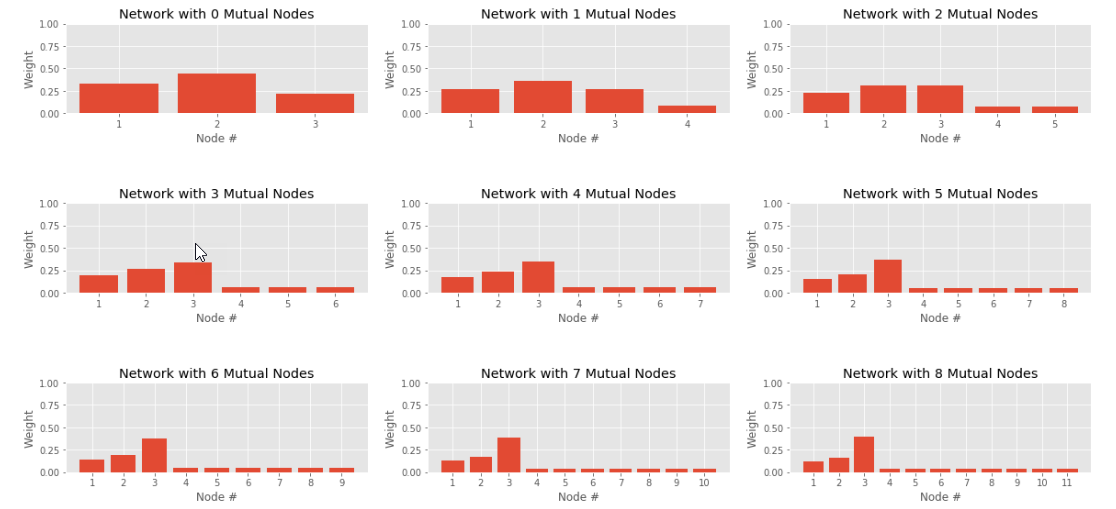 Network with 0 Mutual Nodes
1.00
0.75
0.50
0.25
0.00
Weight
1 2 3
Node #
Network with 1 Mutual Nodes
1.00
0.75
0.50
0.25
0.00
Weight
1 2 3 4
Node #
Network with 2 Mutual Nodes
1.00
0.75
0.50
0.25
0.00
Weight
1 2 3 4 5
Node #
Network with 3 Mutual Nodes
1.00
0.75
0.50
0.25
0.00
Weight
1 2 3 4 5 6
Node #
Network with 4 Mutual Nodes
1.00
0.75
0.50
0.25
0.00
Weight
1 2 3 4 5 6 7
Node #
Network with 5 Mutual Nodes
1.00
0.75
0.50
0.25
0.00
Weight
1 2 3 4 5 6 7 8
Node #
Network with 6 Mutual Nodes
1.00
0.75
0.50
0.25
0.00
Weight
1 2 3 4 5 6 7 8 9
Node #
Network with 7 Mutual Nodes
1.00
0.75
0.50
0.25
0.00
Weight
1 2 3 4 5 6 7 8 9 10
Node #
Network with 8 Mutual Nodes
1.00
0.75
0.50
0.25
0.00
Weight
1 2 3 4 5 6 7 8 9 10 11
Node #